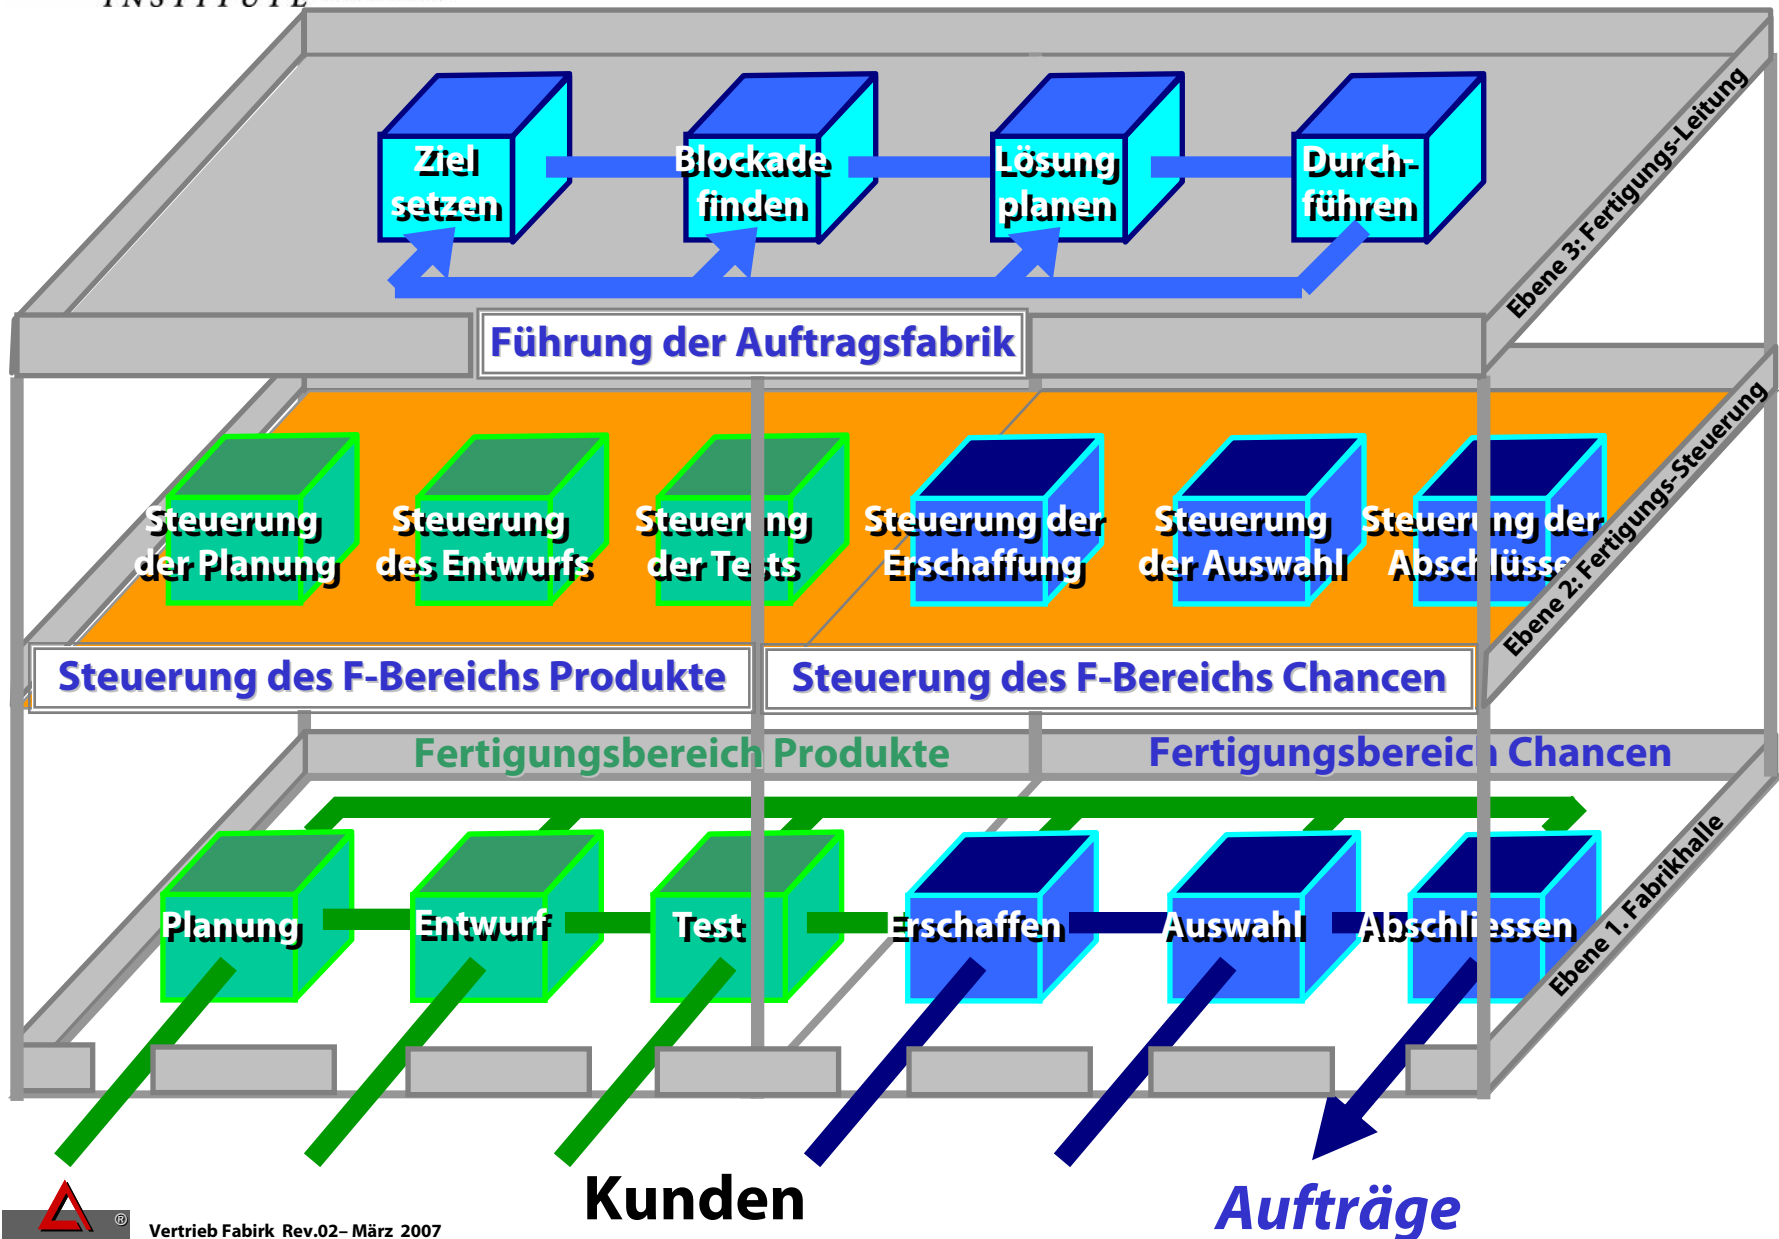 INSTITUTE
Ziel
setzen
Blockade
finden
Lösung
planen
Durch-
führen
Ebene 3: Fertigungs-Leitung
Führung der Auftragsfabrik
Steuerung
der Planung
Steuerung
des Entwurfs
Steuerung
der Tests
Steuerung der
Erschaffung
Steuerung
der Auswahl
Steuerung der
Abschlüsse
Ebene 2: Fertigungs-Steuerung
Steuerung des F-Bereichs Produkte
Steuerung des F-Bereichs Chancen
Fertigungsbereich Produkte
Fertigungsbereich Chancen
Planung
Entwurf
Test
Erschaffen
Auswahl
Abschliessen
Ebene 1. Fabrikhalle
Kunden
Aufträge
®
Vertrieb Fabirk Rev.02– März 2007